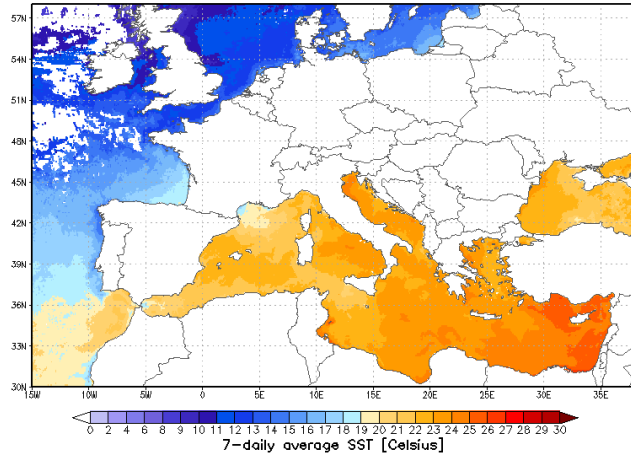 57N
54N
51N
48N
45N
42N
39N
36N
33N
30N
15W 10W 5W 0 5E 10E 15E 20E 25E 30E 35E
0 2 4 6 8 9 10 11 13 14 15 16 17 18 19 20 21 22 23 24 25 26 27 28 29 30
7-daily average SST [Celsius]